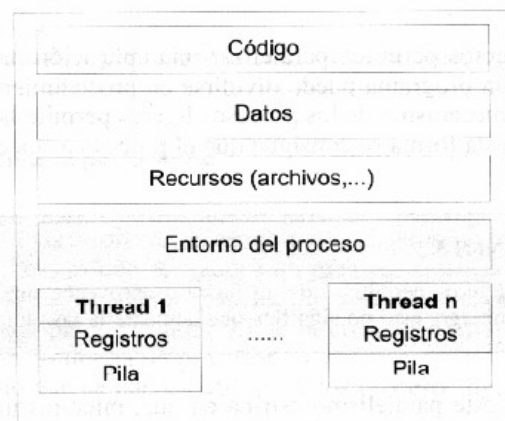 Código
Datos
Recursos (archivos,...)
Entorno del proceso
Thread 1
Registros
Pila
......
Thread n
Registros
Pila